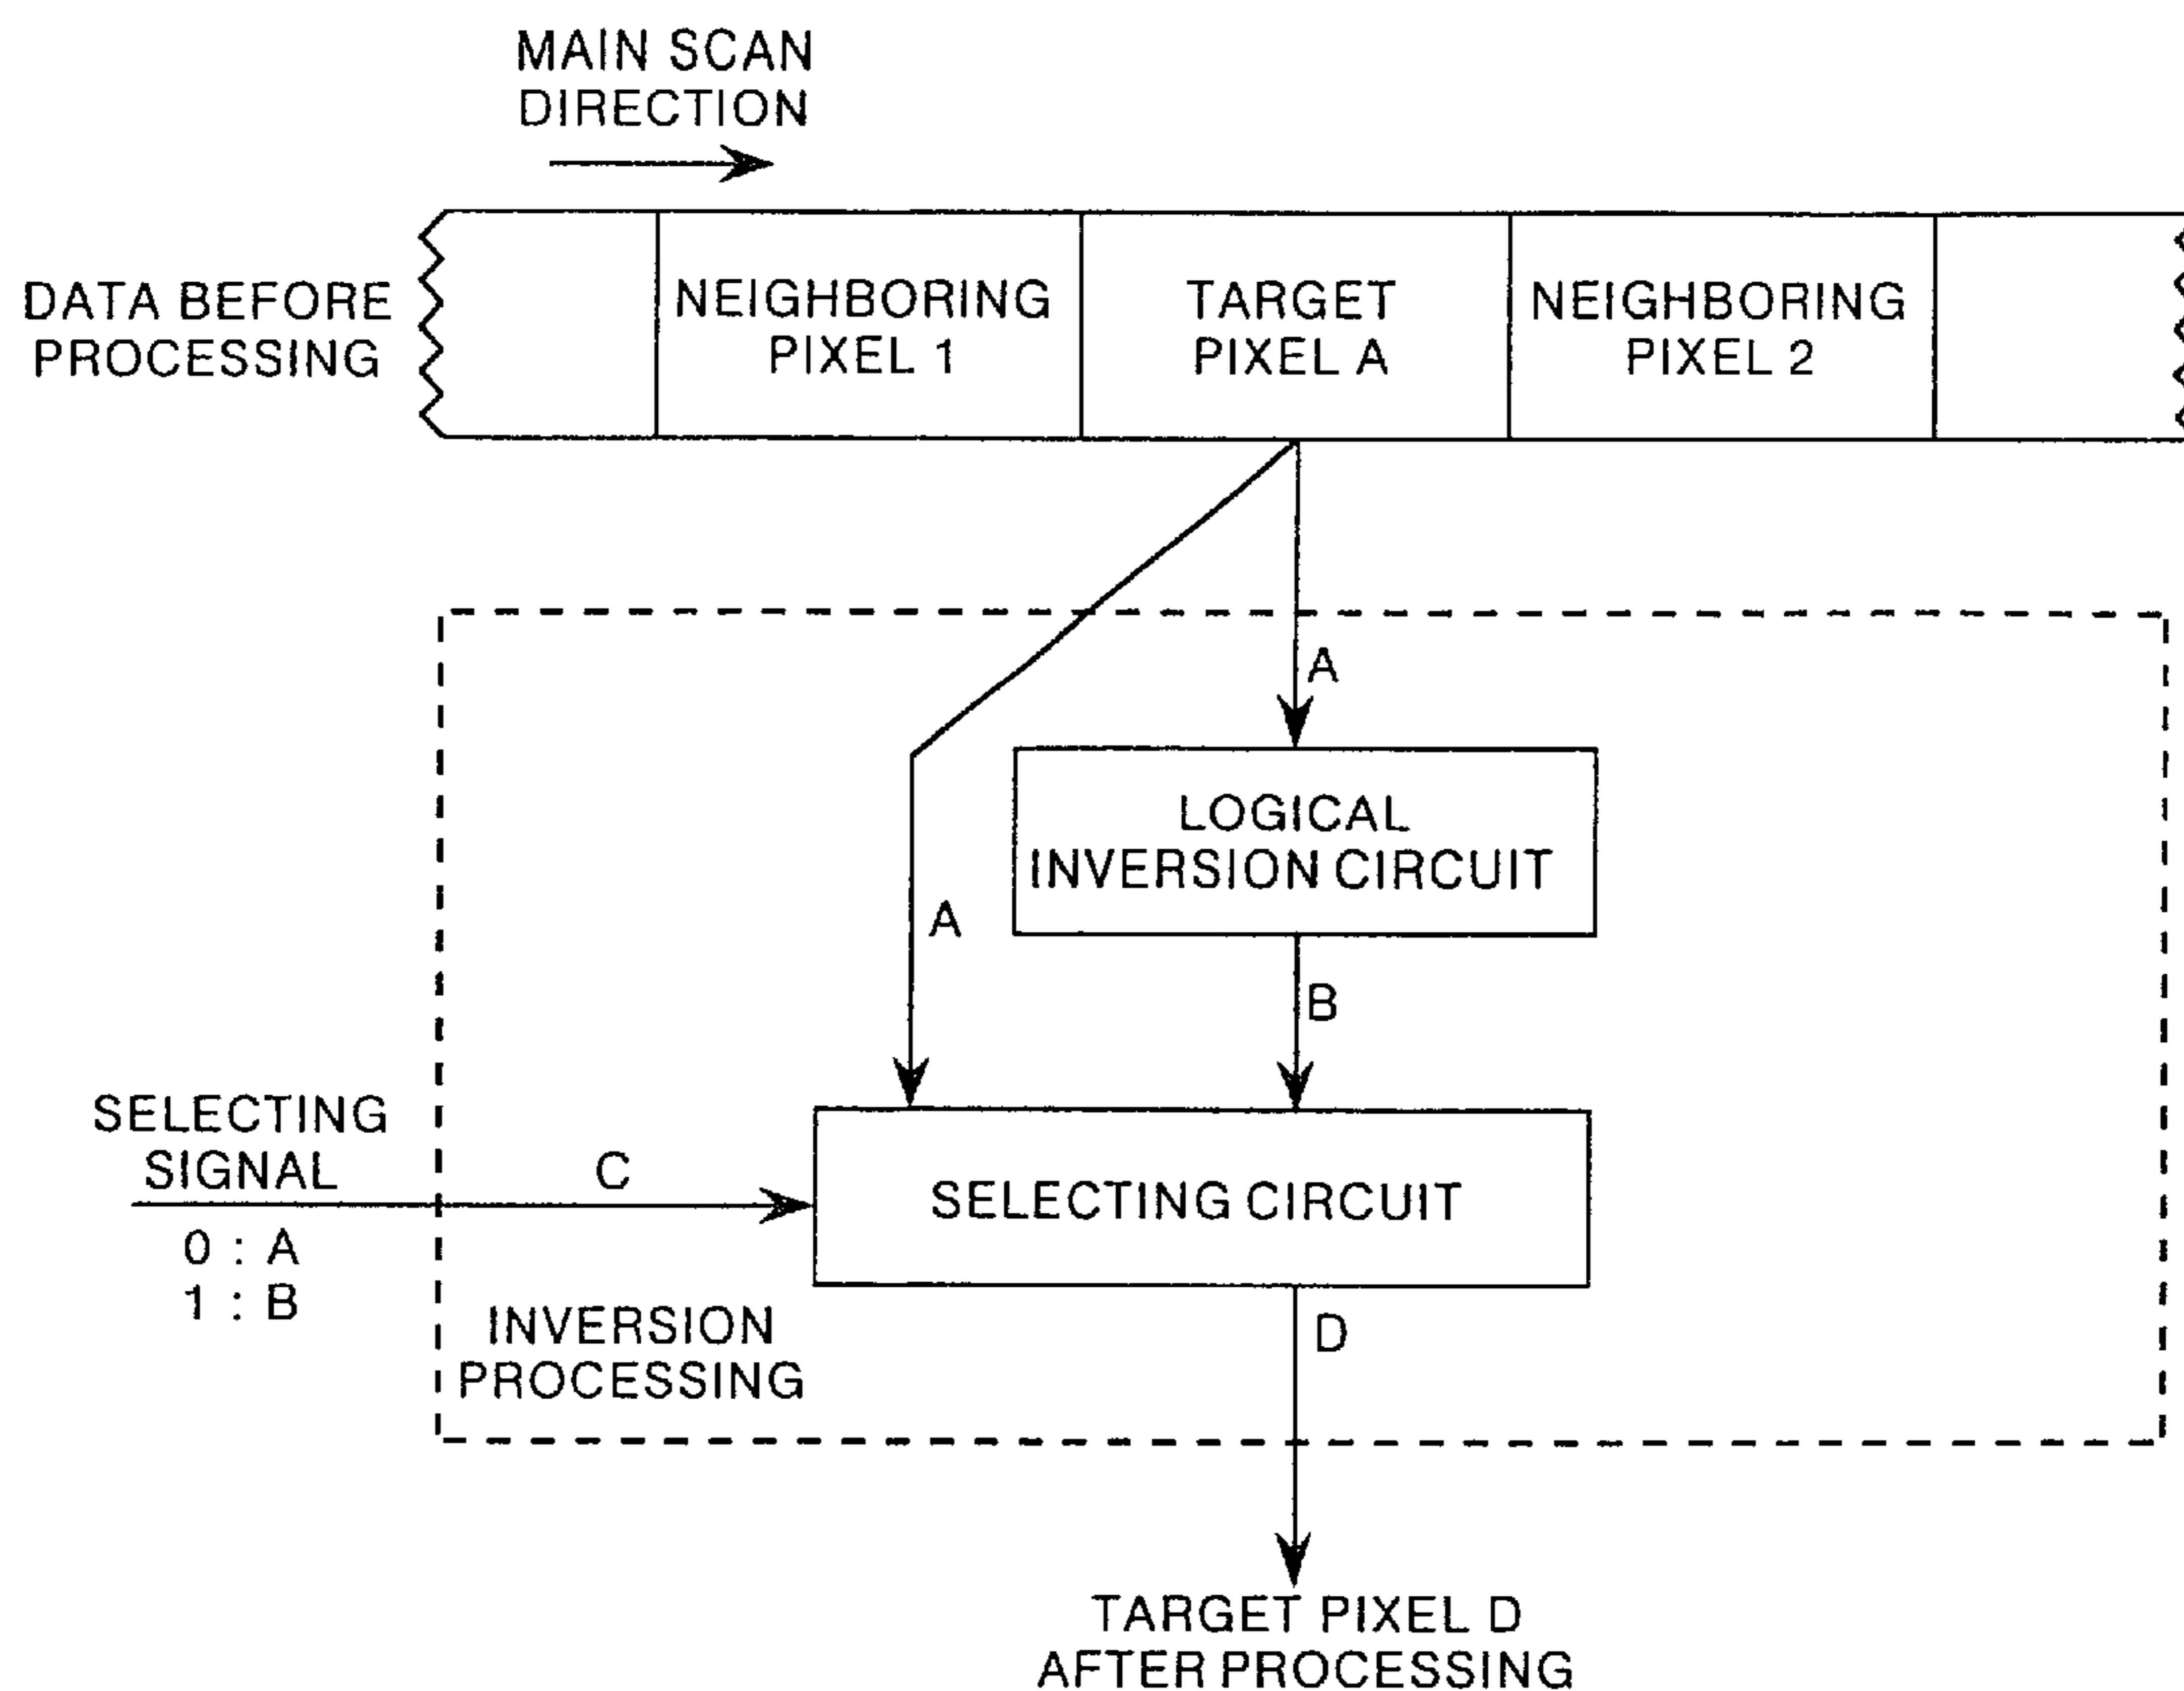 MAIN SCAN
DIRECTION
DATA BEFORE
PROCESSING
NEIGHBORING
PIXEL 1
TARGET
PIXEL A
NEIGHBORING
PIXEL 2
A
LOGICAL
INVERSION CIRCUIT
A
B
SELECTING
SIGNAL
0 : A
1 : B
C
SELECTING CIRCUIT
INVERSION
PROCESSING
D
TARGET PIXEL D
AFTER PROCESSING